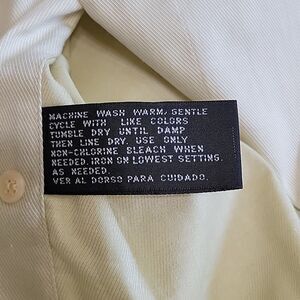 MACHINE WASH WARM, GENTLE
CYCLE WITH LIKE COLORS
TUMBLE DRY UNTIL DAMP
THEN LINE DRY. USE ONLY
NON-CHLORINE BLEACH WHEN
NEEDED. IRON ON LOWEST SETTING.
AS NEEDED.
VER AL DORSO PARA CUIDADO.